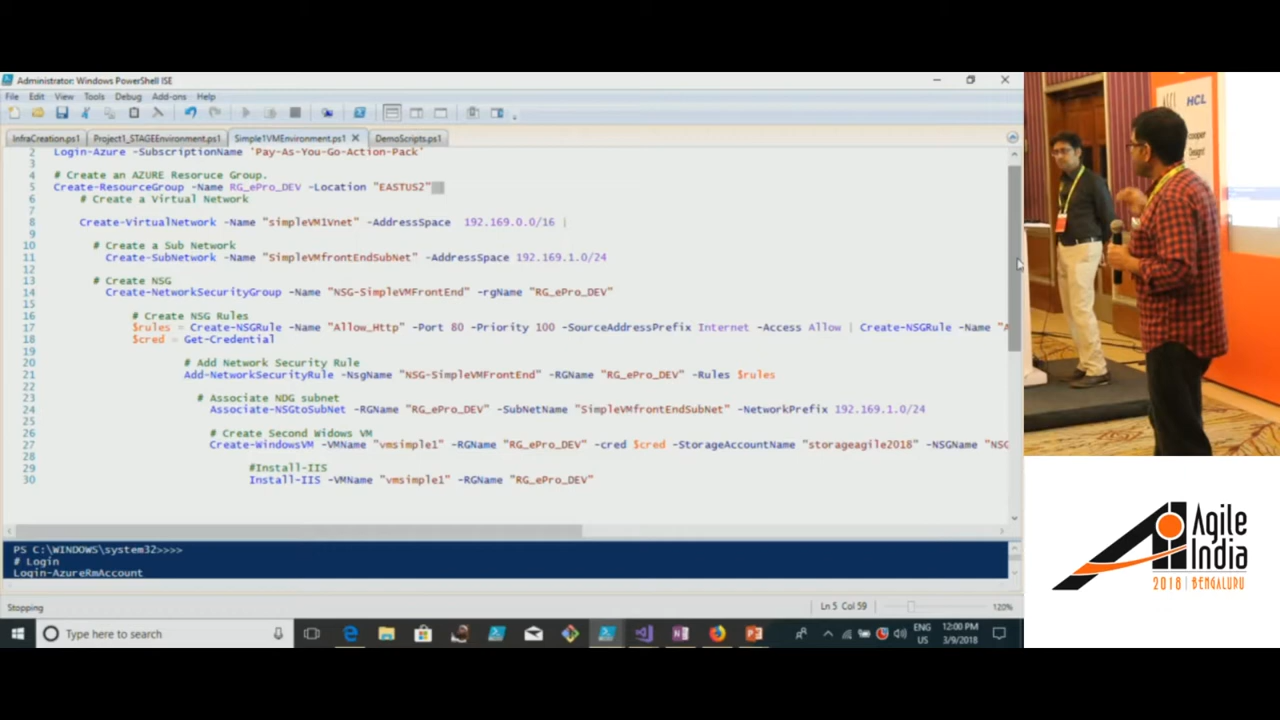 Administrator: Windows PowerShell ISE
File Edit View Tools Debug Add-ons Help
InfraCreation.ps1 Project1_STAGEEnvironment.ps1 Simple1VMEnvironment.ps1 DemoScripts.ps1
2 Login-Azure -SubscriptionName 'Pay-As-You-Go-Action-Pack'
3
4 # Create an AZURE Resoruce Group.
5 Create-ResourceGroup -Name RG_ePro_DEV -Location "EASTUS2"
6 # Create a Virtual Network
7
8 Create-VirtualNetwork -Name "simpleVM1Vnet" -AddressSpace 192.169.0.0/16 |
9
10 # Create a Sub Network
11 Create-SubNetwork -Name "SimpleVMfrontEndSubNet" -AddressSpace 192.169.1.0/24
12
13 # Create NSG
14 Create-NetworkSecurityGroup -Name "NSG-SimpleVMFrontEnd" -rgName "RG_ePro_DEV"
15
16 # Create NSG Rules
17 $rules = Create-NSGRule -Name "Allow_Http" -Port 80 -Priority 100 -SourceAddressPrefix Internet -Access Allow | Create-NSGRule -Name "A
18 $cred = Get-Credential
19
20 # Add Network Security Rule
21 Add-NetworkSecurityRule -NsgName "NSG-SimpleVMFrontEnd" -RGName "RG_ePro_DEV" -Rules $rules
22
23 # Associate NDG subnet
24 Associate-NSGtoSubNet -RGName "RG_ePro_DEV" -SubNetName "SimpleVMfrontEndSubNet" -NetworkPrefix 192.169.1.0/24
25
26 # Create Second Widows VM
27 Create-WindowsVM -VMName "vmsimple1" -RGName "RG_ePro_DEV" -cred $cred -StorageAccountName "storageagile2018" -NSGName "NSG
28
29 #Install-IIS
30 Install-IIS -VMName "vmsimple1" -RGName "RG_ePro_DEV"
PS C:\WINDOWS\system32>>>>
# Login
Login-AzureRmAccount
Stopping
Ln 5 Col 59
120%
Type here to search
ENG
US
12:00 PM
3/9/2018
HCL
Agile
India
2018 | BENGALURU